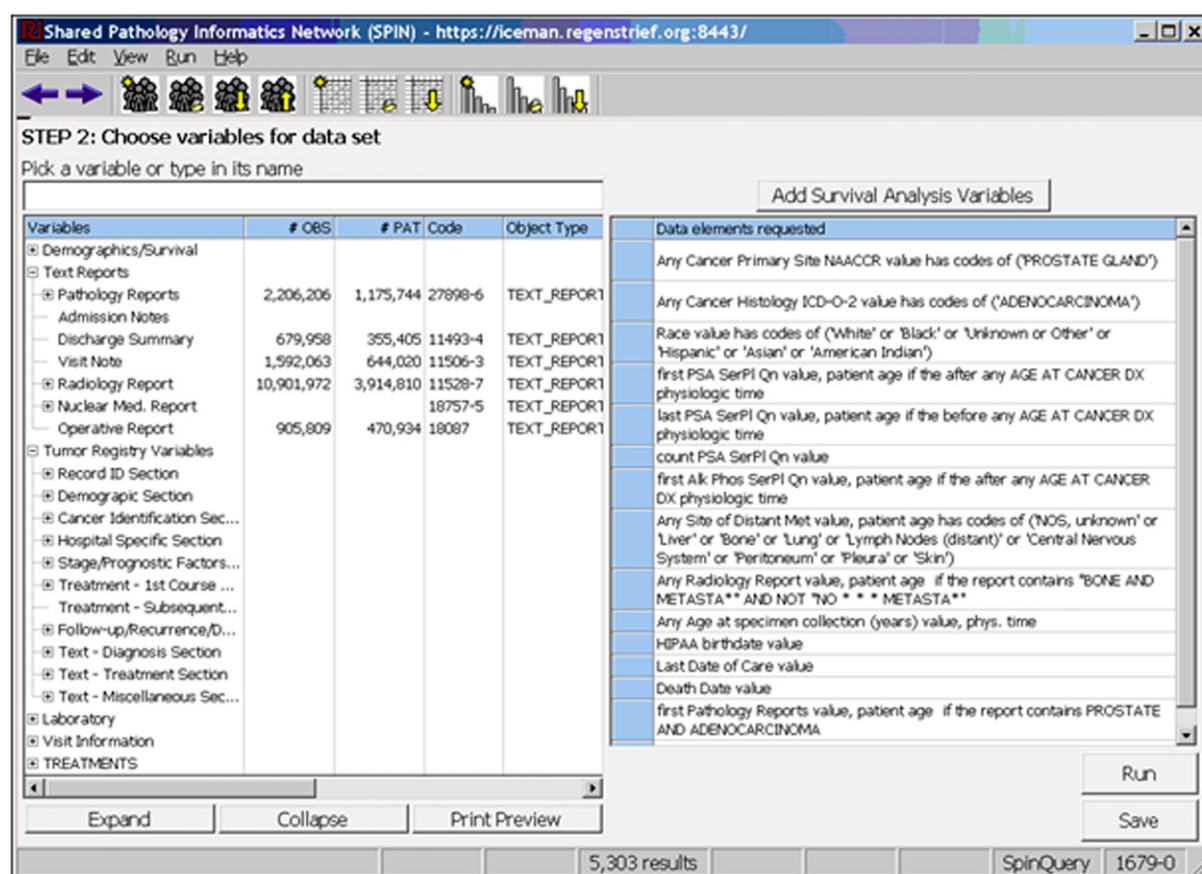 Shared Pathology Informatics Network (SPIN) - https://iceman.regenstrief.org:8443/
File Edit View Run Help
STEP 2: Choose variables for data set
Pick a variable or type in its name
Add Survival Analysis Variables
Variables # OBS # PAT Code Object Type
Demographics/Survival
Text Reports
Pathology Reports 2,206,206 1,175,744 27898-6 TEXT_REPORT
Admission Notes
Discharge Summary 679,958 355,405 11493-4 TEXT_REPORT
Visit Note 1,592,063 644,020 11506-3 TEXT_REPORT
Radiology Report 10,901,972 3,914,810 11528-7 TEXT_REPORT
Nuclear Med. Report 18757-5 TEXT_REPORT
Operative Report 905,809 470,934 18087 TEXT_REPORT
Tumor Registry Variables
Record ID Section
Demograpic Section
Cancer Identification Sec...
Hospital Specific Section
Stage/Prognostic Factors...
Treatment - 1st Course ...
Treatment - Subsequent...
Follow-up/Recurrence/D...
Text - Diagnosis Section
Text - Treatment Section
Text - Miscellaneous Sec...
Laboratory
Visit Information
TREATMENTS
Expand Collapse Print Preview
Data elements requested
Any Cancer Primary Site NAACCR value has codes of ('PROSTATE GLAND')
Any Cancer Histology ICD-O-2 value has codes of ('ADENOCARCINOMA')
Race value has codes of ('White' or 'Black' or 'Unknown or Other' or
'Hispanic' or 'Asian' or 'American Indian')
first PSA SerPl Qn value, patient age if the after any AGE AT CANCER DX
physiologic time
last PSA SerPl Qn value, patient age if the before any AGE AT CANCER DX
physiologic time
count PSA SerPl Qn value
first Alk Phos SerPl Qn value, patient age if the after any AGE AT CANCER
DX physiologic time
Any Site of Distant Met value, patient age has codes of ('NOS, unknown' or
'Liver' or 'Bone' or 'Lung' or 'Lymph Nodes (distant)' or 'Central Nervous
System' or 'Peritoneum' or 'Pleura' or 'Skin')
Any Radiology Report value, patient age if the report contains "BONE AND
METASTA*" AND NOT "NO * * * METASTA*"
Any Age at specimen collection (years) value, phys. time
HIPAA birthdate value
Last Date of Care value
Death Date value
first Pathology Reports value, patient age if the report contains PROSTATE
AND ADENOCARCINOMA
Run
Save
5,303 results SpinQuery 1679-0